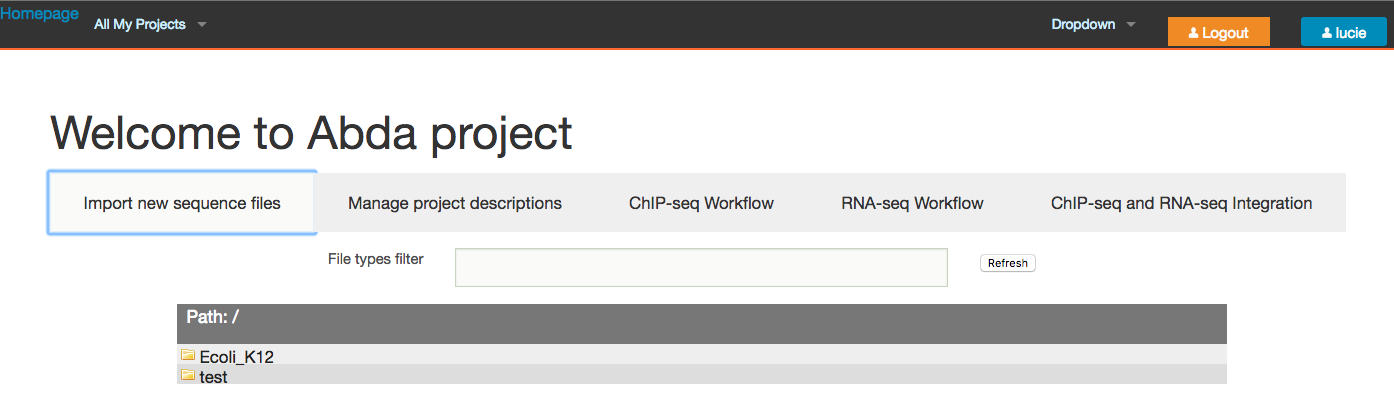 Homepage All My Projects Dropdown Logout lucie
Welcome to Abda project
Import new sequence files Manage project descriptions ChIP-seq Workflow RNA-seq Workflow ChIP-seq and RNA-seq Integration
File types filter Refresh
Path: /
Ecoli_K12
test